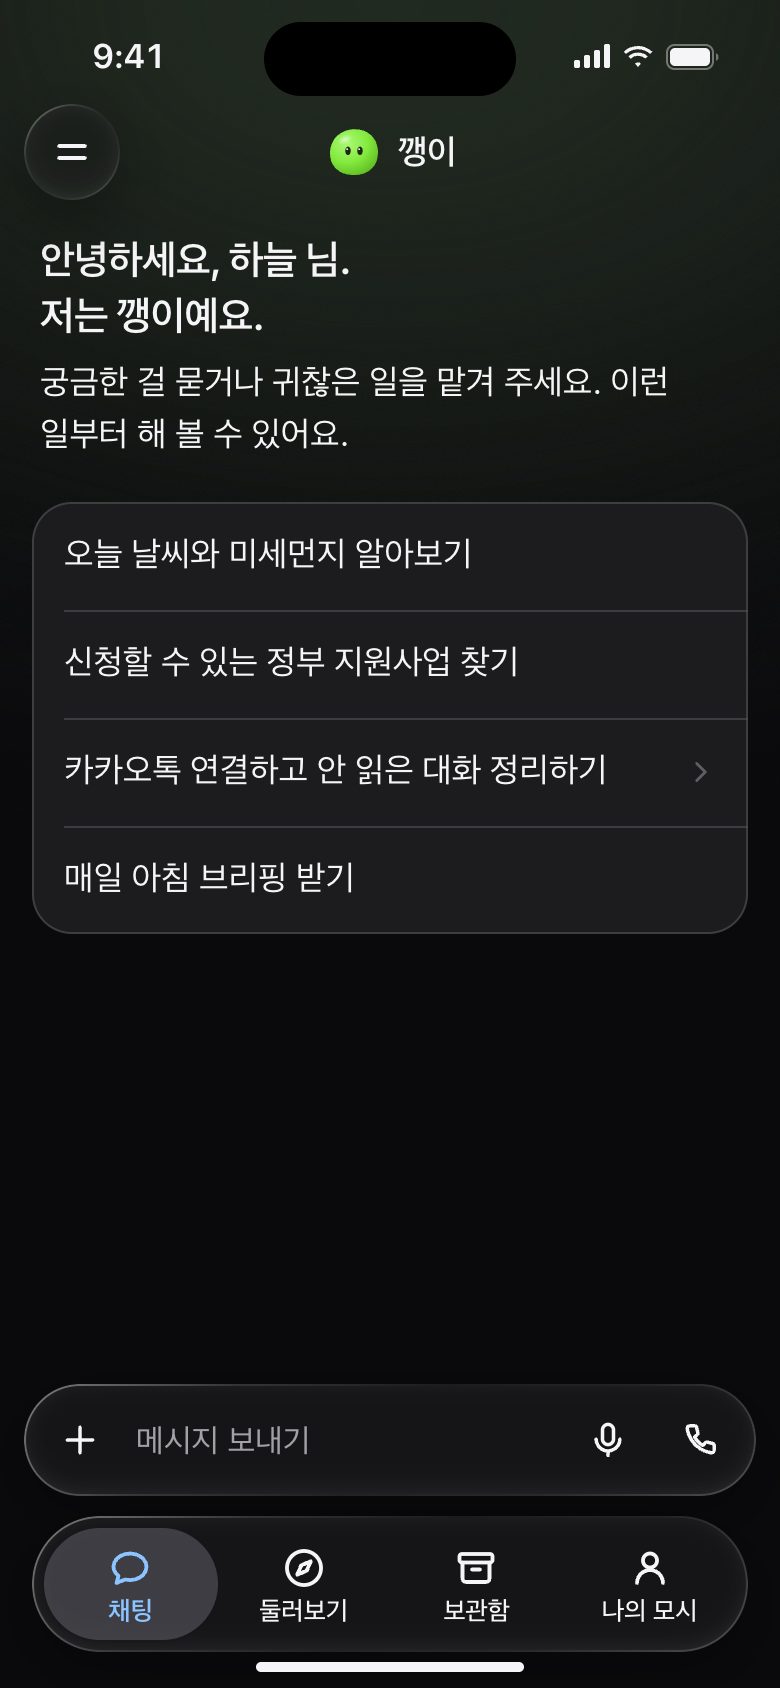 9:41
깽이
안녕하세요, 하늘 님.
저는 깽이예요.
궁금한 걸 묻거나 귀찮은 일을 맡겨 주세요. 이런
일부터 해 볼 수 있어요.
오늘 날씨와 미세먼지 알아보기
신청할 수 있는 정부 지원사업 찾기
카카오톡 연결하고 안 읽은 대화 정리하기
매일 아침 브리핑 받기
메시지 보내기
채팅 둘러보기 보관함 나의 모시